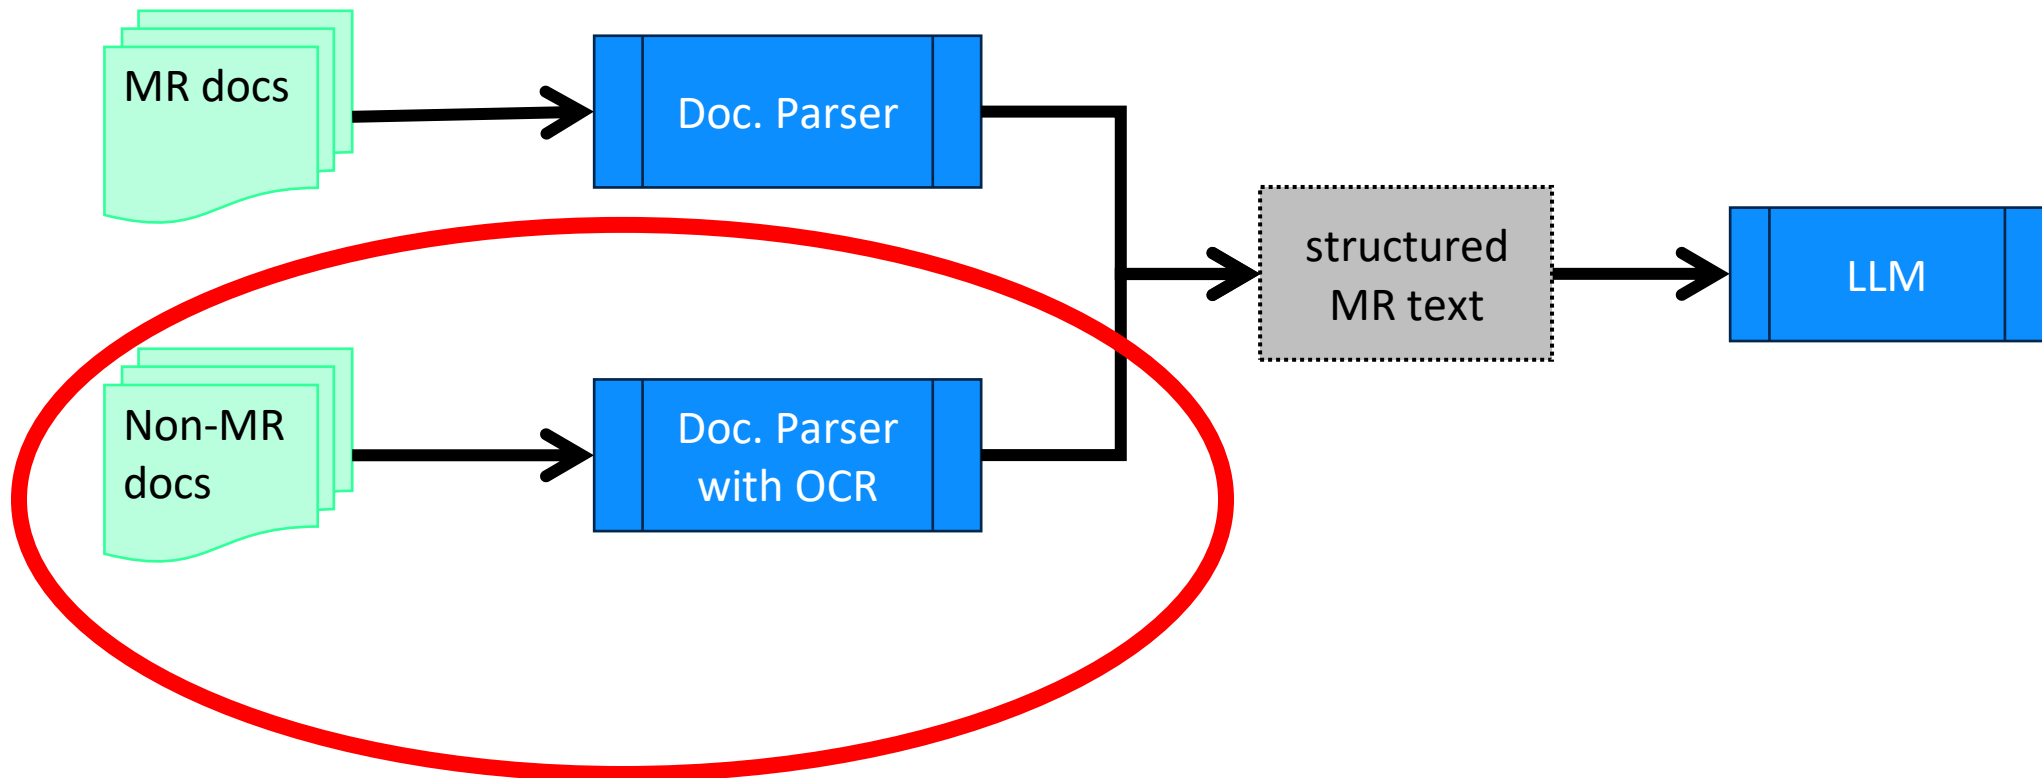 MR docs
Doc. Parser
structured
MR text
LLM
Non-MR
docs
Doc. Parser
with OCR